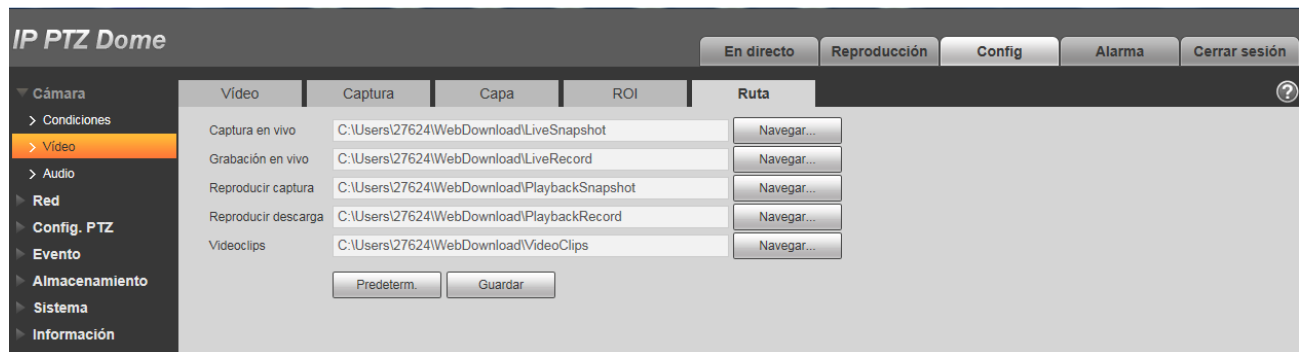 IP PTZ Dome
En directo Reproducción Config Alarma Cerrar sesión
Cámara
Condiciones
Vídeo
Audio
Red
Config. PTZ
Evento
Almacenamiento
Sistema
Información
Vídeo Captura Capa ROI Ruta ?
Captura en vivo C:\Users\27624\WebDownload\LiveSnapshot Navegar...
Grabación en vivo C:\Users\27624\WebDownload\LiveRecord Navegar...
Reproducir captura C:\Users\27624\WebDownload\PlaybackSnapshot Navegar...
Reproducir descarga C:\Users\27624\WebDownload\PlaybackRecord Navegar...
Videoclips C:\Users\27624\WebDownload\VideoClips Navegar...
Predeterm. Guardar